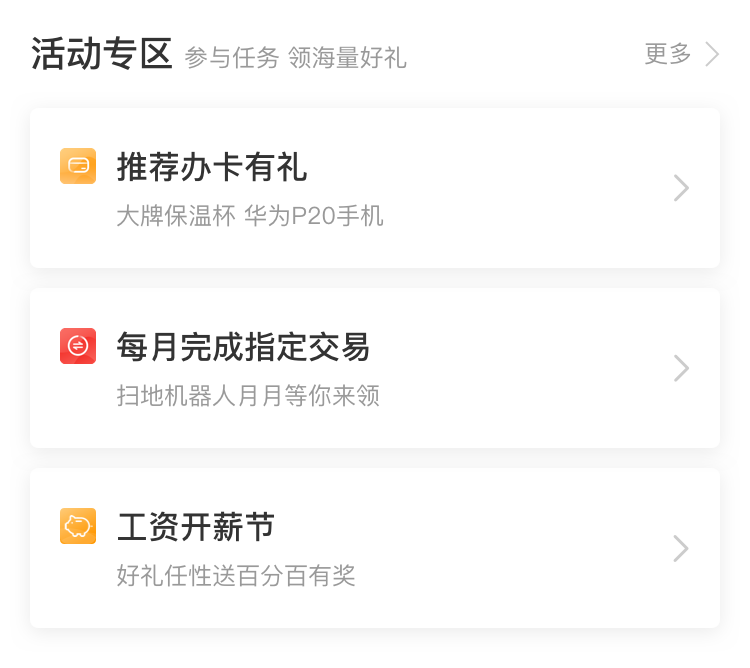 活动专区 参与任务 领海量好礼 更多
推荐办卡有礼
大牌保温杯 华为P20手机
每月完成指定交易
扫地机器人月月等你来领
工资开薪节
好礼任性送百分百有奖